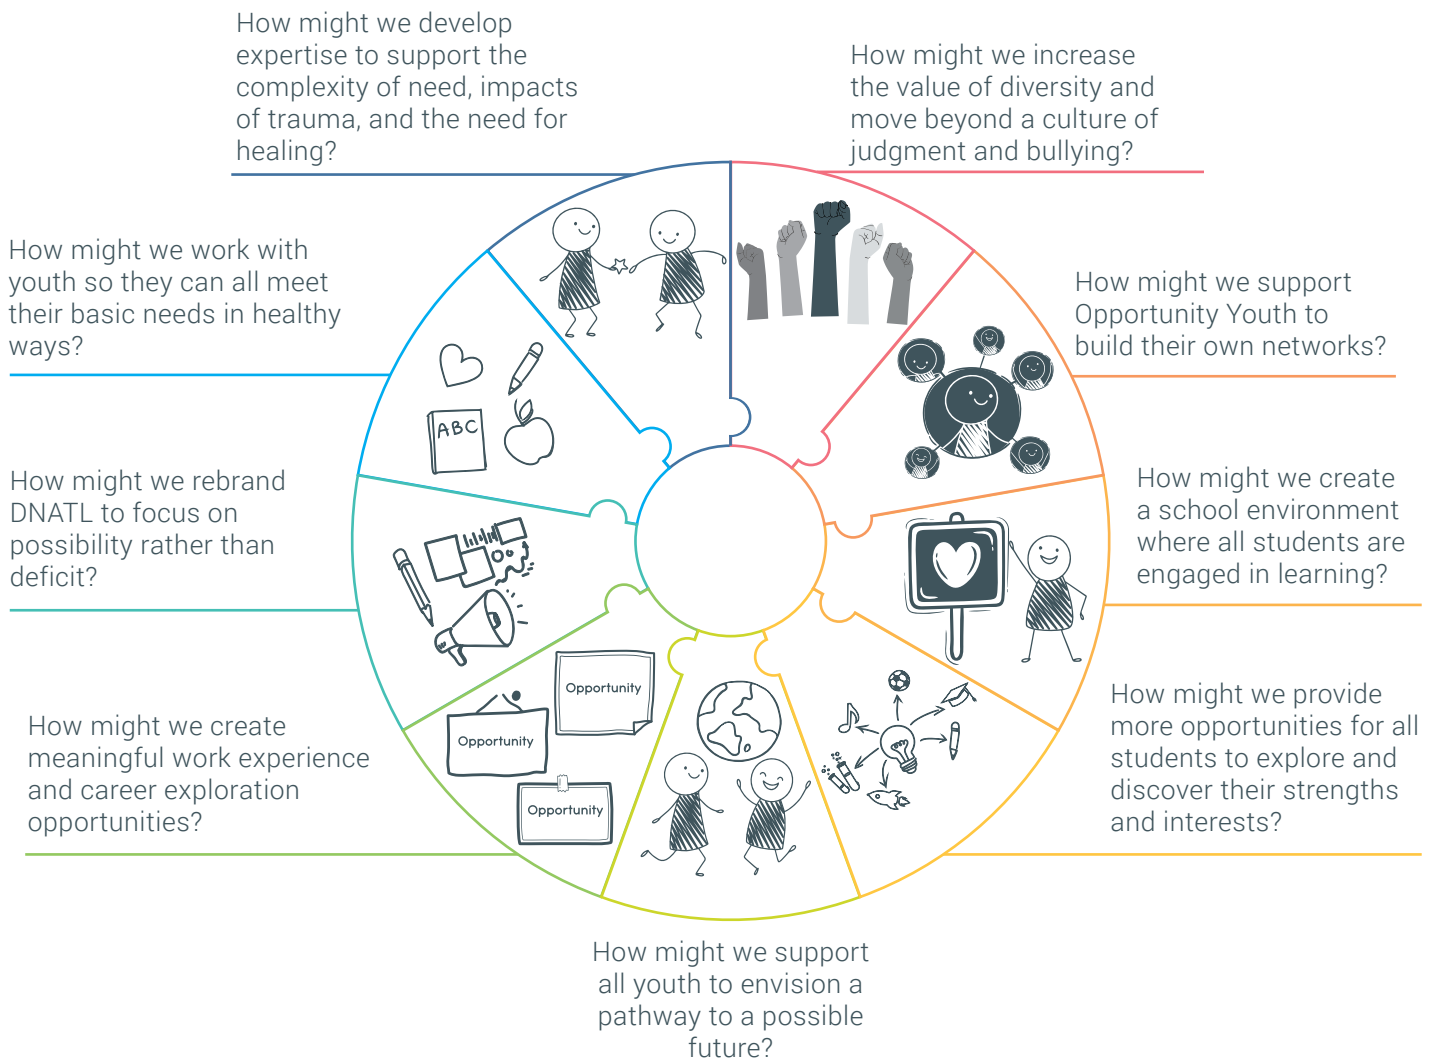 How might we develop
expertise to support the
complexity of need, impacts
of trauma, and the need for
healing?
How might we increase
the value of diversity and
move beyond a culture of
judgment and bullying?
How might we support
Opportunity Youth to
build their own networks?
How might we create
a school environment
where all students are
engaged in learning?
How might we provide
more opportunities for all
students to explore and
discover their strengths
and interests?
How might we support
all youth to envision a
pathway to a possible
future?
How might we create
meaningful work experience
and career exploration
opportunities?
How might we rebrand
DNATL to focus on
possibility rather than
deficit?
How might we work with
youth so they can all meet
their basic needs in healthy
ways?
ABC
Opportunity
Opportunity
Opportunity